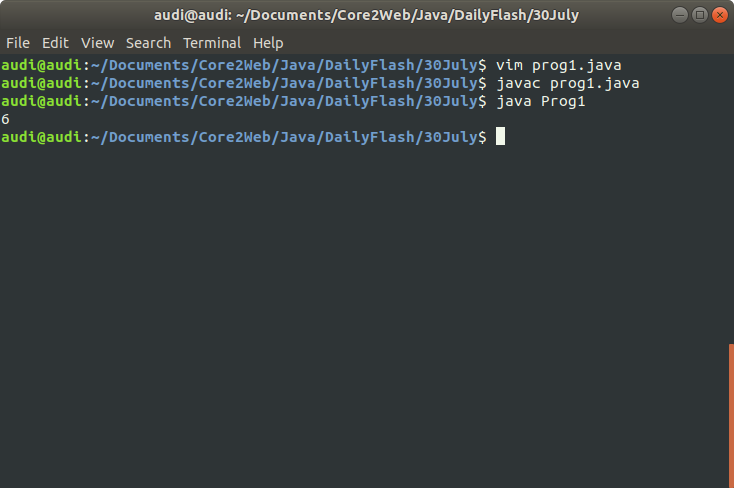 audi@audi: ~/Documents/Core2Web/Java/DailyFlash/30July
File Edit View Search Terminal Help
audi@audi:~/Documents/Core2Web/Java/DailyFlash/30July$ vim prog1.java
audi@audi:~/Documents/Core2Web/Java/DailyFlash/30July$ javac prog1.java
audi@audi:~/Documents/Core2Web/Java/DailyFlash/30July$ java Prog1
6
audi@audi:~/Documents/Core2Web/Java/DailyFlash/30July$